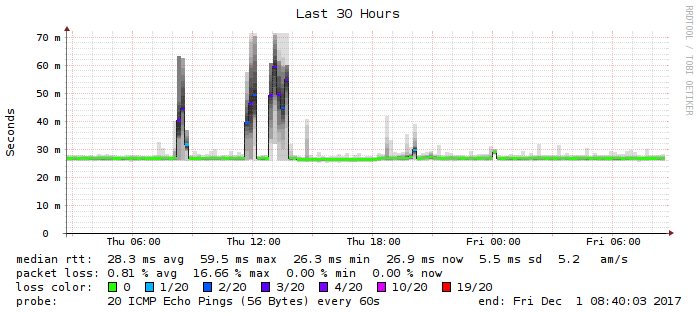 Last 30 Hours
RRDTOOL / TOBI OETIKER
Seconds
70 m
60 m
50 m
40 m
30 m
20 m
10 m
0
Thu 06:00 Thu 12:00 Thu 18:00 Fri 00:00 Fri 06:00
median rtt: 28.3 ms avg 59.5 ms max 26.3 ms min 26.9 ms now 5.5 ms sd 5.2 am/s
packet loss: 0.81 % avg 16.66 % max 0.00 % min 0.00 % now
loss color: 0 1/20 2/20 3/20 4/20 10/20 19/20
probe: 20 ICMP Echo Pings (56 Bytes) every 60s end: Fri Dec 1 08:40:03 2017